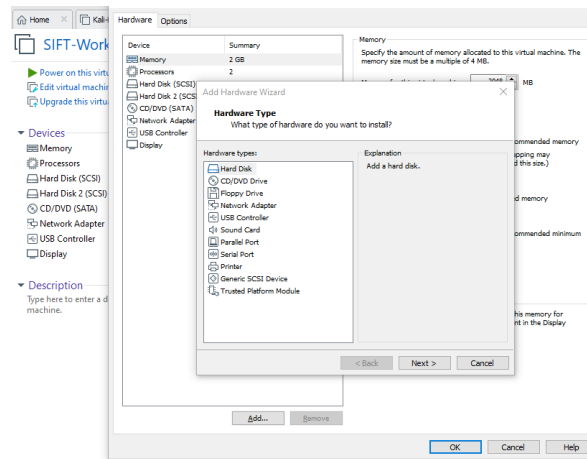 Home
Kali-
SIFT-Work
Power on this virtu
Edit virtual machin
Upgrade this virtua
Devices
Memory
Processors
Hard Disk (SCSI)
Hard Disk 2 (SCSI)
CD/DVD (SATA)
Network Adapter
USB Controller
Display
Description
Type here to enter a d
machine.
Hardware Options
Device Summary
Memory 2 GB
Processors 2
Hard Disk (SCSI)
Hard Disk 2 (SCS
CD/DVD (SATA)
Network Adapter
USB Controller
Display
Add... Remove
Memory
Specify the amount of memory allocated to this virtual machine. The
memory size must be a multiple of 4 MB.
MB
ommended memory
pping may
d this size.)
d memory
ommended minimum
his memory for
nt in the Display
OK Cancel Help
Add Hardware Wizard
Hardware Type
What type of hardware do you want to install?
Hardware types:
Hard Disk
CD/DVD Drive
Floppy Drive
Network Adapter
USB Controller
Sound Card
Parallel Port
Serial Port
Printer
Generic SCSI Device
Trusted Platform Module
Explanation
Add a hard disk.
< Back Next > Cancel